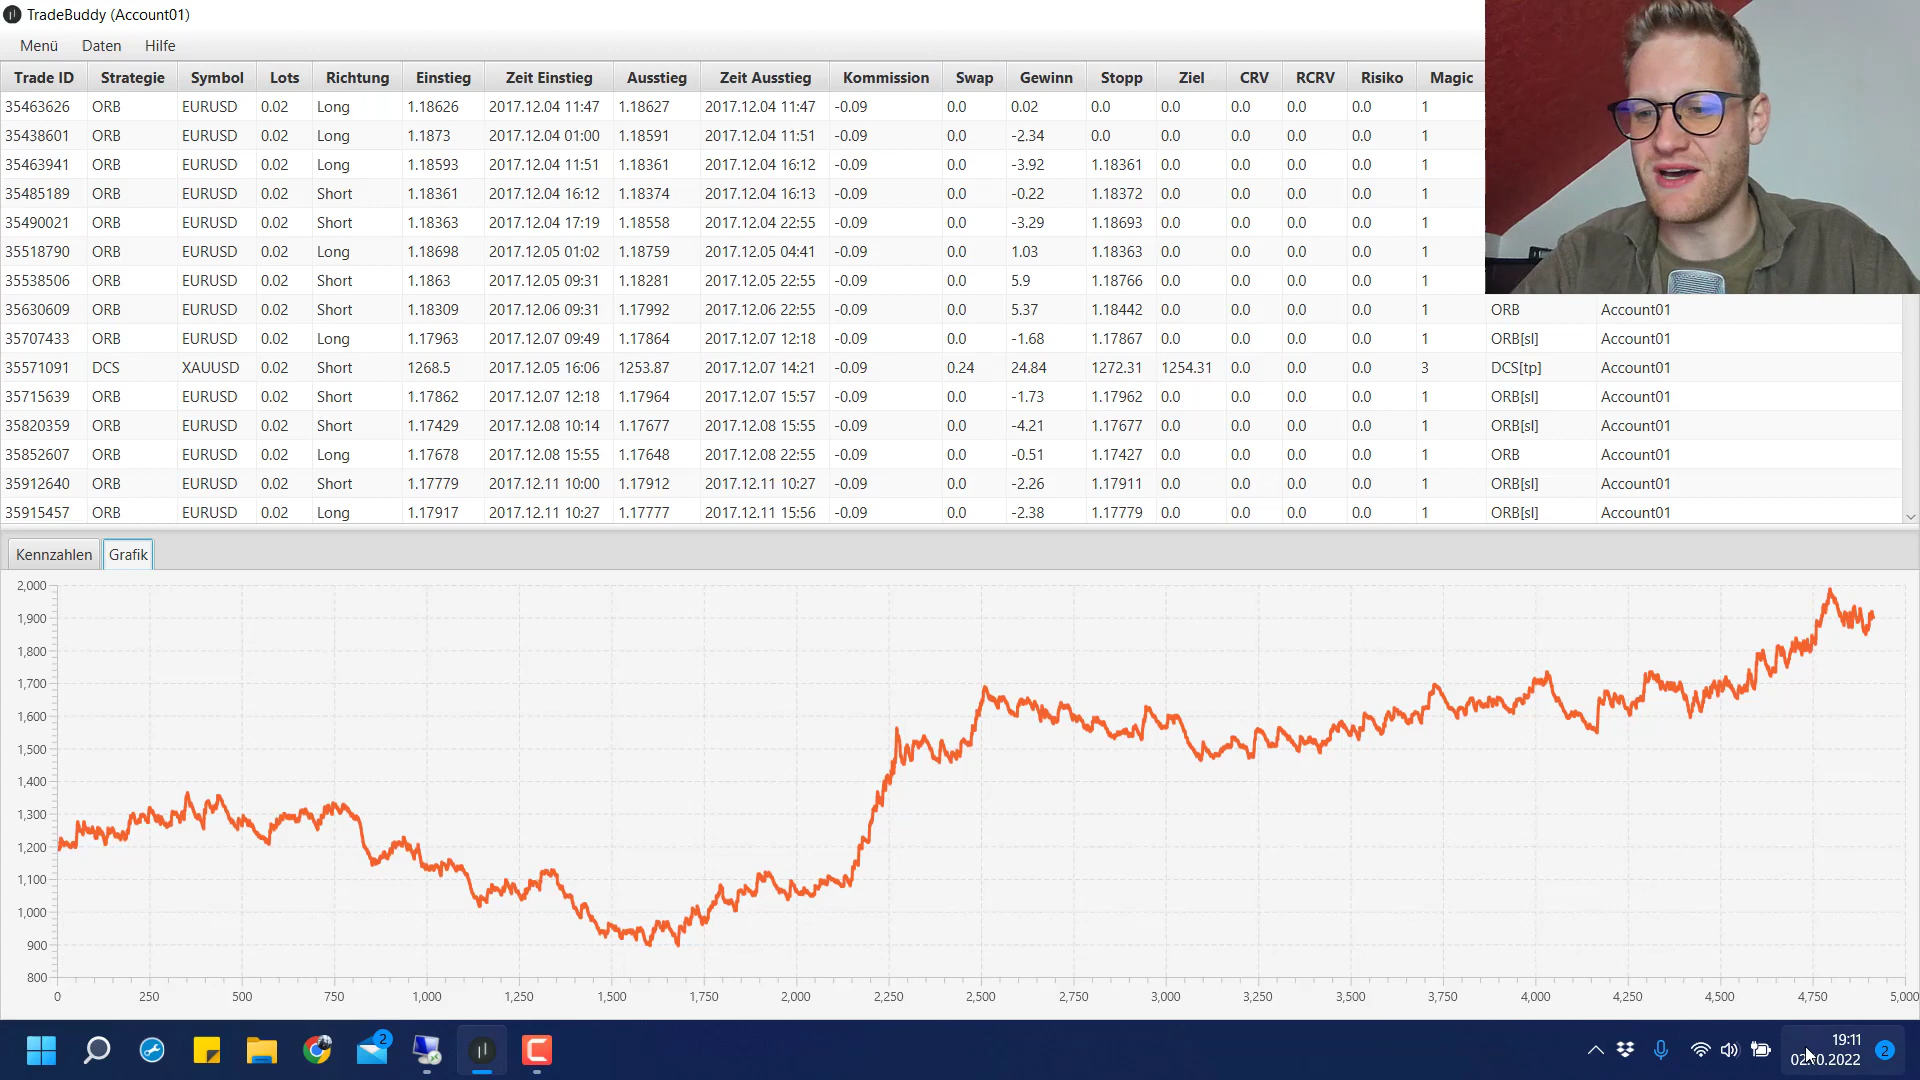 TradeBuddy (Account01)
Menü Daten Hilfe
Trade ID Strategie Symbol Lots Richtung Einstieg Zeit Einstieg Ausstieg Zeit Ausstieg Kommission Swap Gewinn Stopp Ziel CRV RCRV Risiko Magic
35463626 ORB EURUSD 0.02 Long 1.18626 2017.12.04 11:47 1.18627 2017.12.04 11:47 -0.09 0.0 0.02 0.0 0.0 0.0 0.0 0.0 1
35438601 ORB EURUSD 0.02 Long 1.1873 2017.12.04 01:00 1.18591 2017.12.04 11:51 -0.09 0.0 -2.34 0.0 0.0 0.0 0.0 0.0 1
35463941 ORB EURUSD 0.02 Long 1.18593 2017.12.04 11:51 1.18361 2017.12.04 16:12 -0.09 0.0 -3.92 1.18361 0.0 0.0 0.0 0.0 1
35485189 ORB EURUSD 0.02 Short 1.18361 2017.12.04 16:12 1.18374 2017.12.04 16:13 -0.09 0.0 -0.22 1.18372 0.0 0.0 0.0 0.0 1
35490021 ORB EURUSD 0.02 Short 1.18363 2017.12.04 17:19 1.18558 2017.12.04 22:55 -0.09 0.0 -3.29 1.18693 0.0 0.0 0.0 0.0 1
35518790 ORB EURUSD 0.02 Long 1.18698 2017.12.05 01:02 1.18759 2017.12.05 04:41 -0.09 0.0 1.03 1.18363 0.0 0.0 0.0 0.0 1
35538506 ORB EURUSD 0.02 Short 1.1863 2017.12.05 09:31 1.18281 2017.12.05 22:55 -0.09 0.0 5.9 1.18766 0.0 0.0 0.0 0.0 1
35630609 ORB EURUSD 0.02 Short 1.18309 2017.12.06 09:31 1.17992 2017.12.06 22:55 -0.09 0.0 5.37 1.18442 0.0 0.0 0.0 0.0 1 ORB Account01
35707433 ORB EURUSD 0.02 Long 1.17963 2017.12.07 09:49 1.17864 2017.12.07 12:18 -0.09 0.0 -1.68 1.17867 0.0 0.0 0.0 0.0 1 ORB[sl] Account01
35571091 DCS XAUUSD 0.02 Short 1268.5 2017.12.05 16:06 1253.87 2017.12.07 14:21 -0.09 0.24 24.84 1272.31 1254.31 0.0 0.0 0.0 3 DCS[tp] Account01
35715639 ORB EURUSD 0.02 Short 1.17862 2017.12.07 12:18 1.17964 2017.12.07 15:57 -0.09 0.0 -1.73 1.17962 0.0 0.0 0.0 0.0 1 ORB[sl] Account01
35820359 ORB EURUSD 0.02 Short 1.17429 2017.12.08 10:14 1.17677 2017.12.08 15:55 -0.09 0.0 -4.21 1.17677 0.0 0.0 0.0 0.0 1 ORB[sl] Account01
35852607 ORB EURUSD 0.02 Long 1.17678 2017.12.08 15:55 1.17648 2017.12.08 22:55 -0.09 0.0 -0.51 1.17427 0.0 0.0 0.0 0.0 1 ORB Account01
35912640 ORB EURUSD 0.02 Short 1.17779 2017.12.11 10:00 1.17912 2017.12.11 10:27 -0.09 0.0 -2.26 1.17911 0.0 0.0 0.0 0.0 1 ORB[sl] Account01
35915457 ORB EURUSD 0.02 Long 1.17917 2017.12.11 10:27 1.17777 2017.12.11 15:56 -0.09 0.0 -2.38 1.17779 0.0 0.0 0.0 0.0 1 ORB[sl] Account01
Kennzahlen Grafik
2,000
1,900
1,800
1,700
1,600
1,500
1,400
1,300
1,200
1,100
1,000
900
800
0 250 500 750 1,000 1,250 1,500 1,750 2,000 2,250 2,500 2,750 3,000 3,250 3,500 3,750 4,000 4,250 4,500 4,750 5,000
2
19:11
2